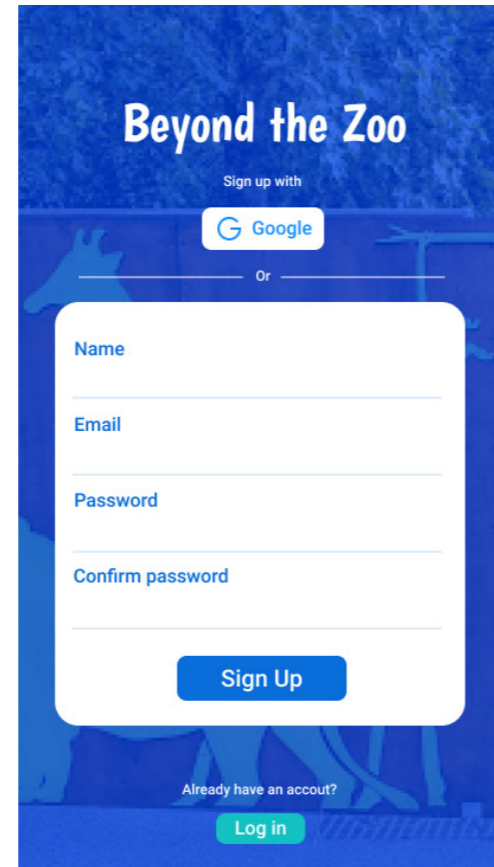 Beyond the Zoo
Sign up with
Google
Or
Name
Email
Password
Confirm password
Sign Up
Already have an accout?
Log in